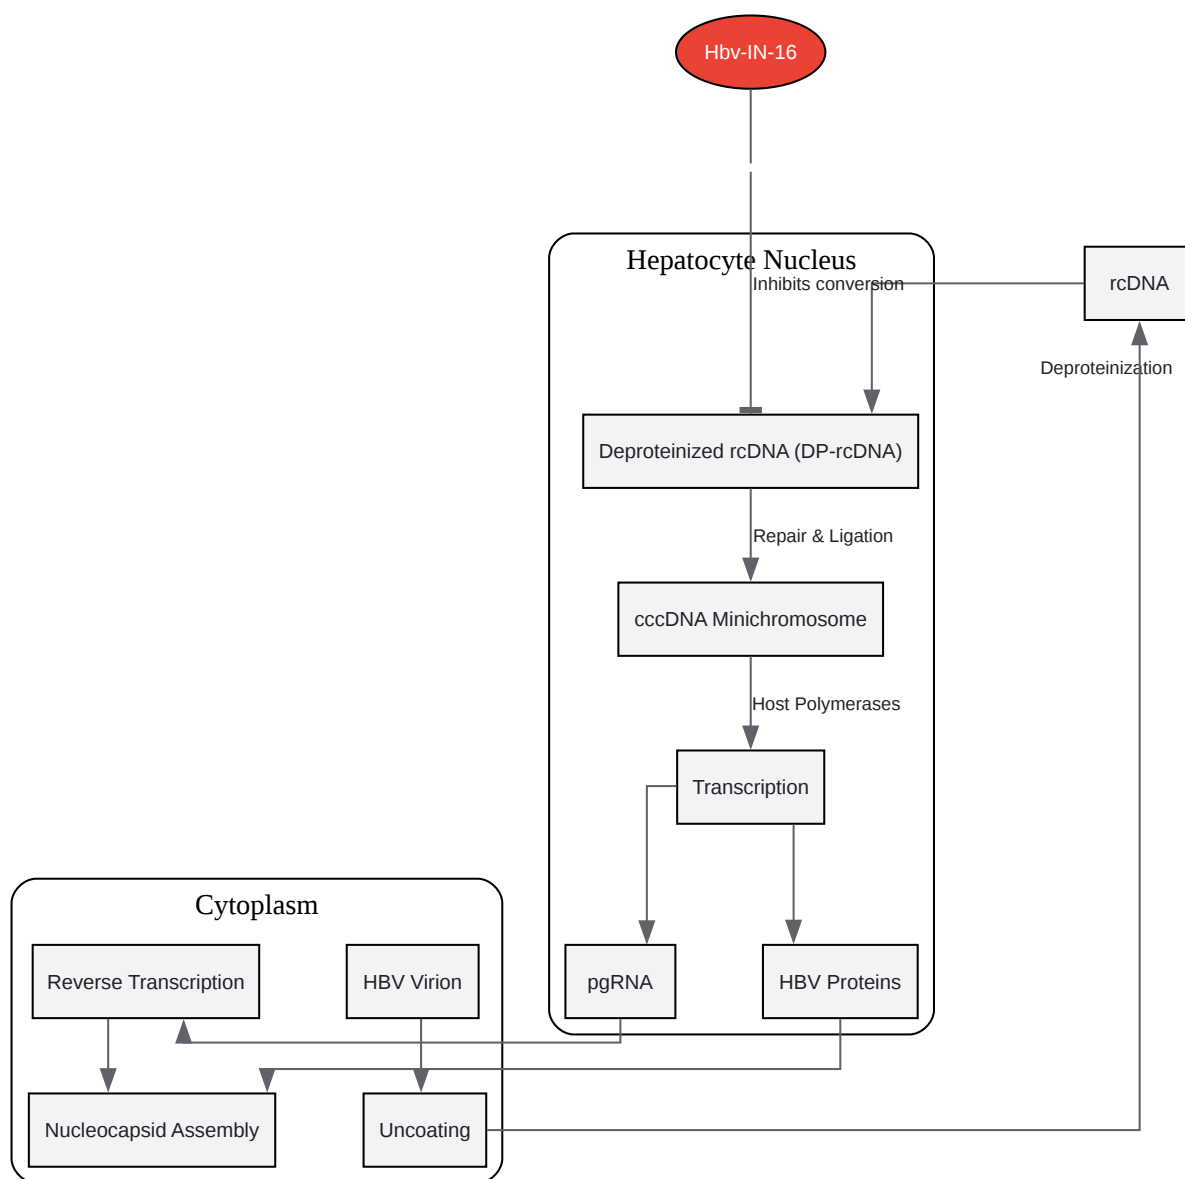 Hbv-IN-16
Hepatocyte Nucleus
Inhibits conversion
rcDNA
Deproteinization
Deproteinized rcDNA (DP-rcDNA)
Repair & Ligation
cccDNA Minichromosome
Host Polymerases
Transcription
Cytoplasm
Reverse Transcription
HBV Virion
pgRNA
HBV Proteins
Nucleocapsid Assembly
Uncoating